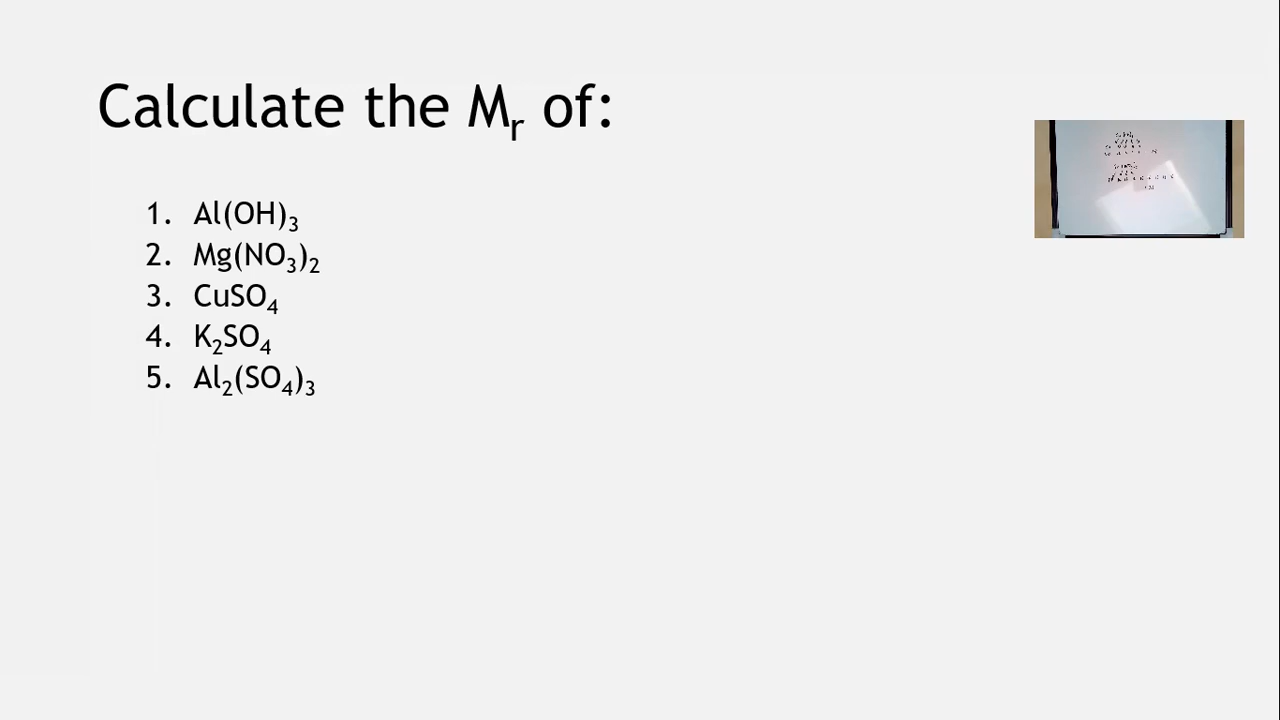 Calculate the Mᵣ of:
1. Al(OH)₃
2. Mg(NO₃)₂
3. CuSO₄
4. K₂SO₄
5. Al₂(SO₄)₃